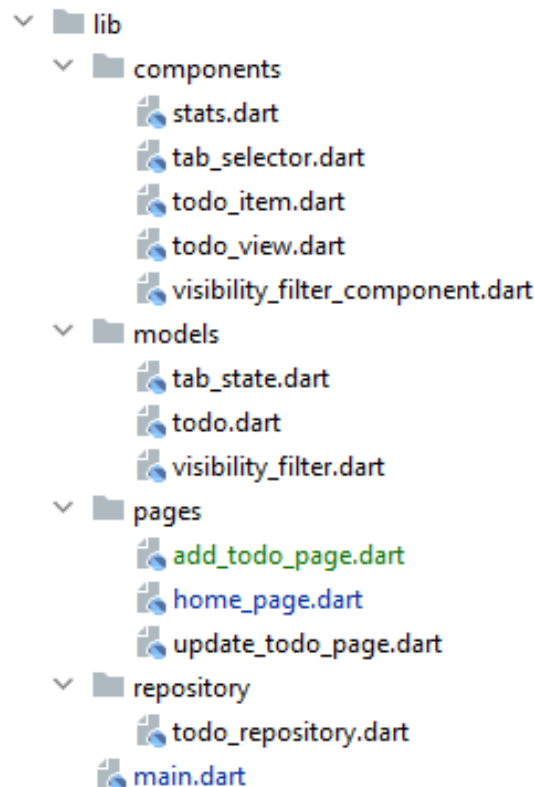 lib
components
stats.dart
tab_selector.dart
todo_item.dart
todo_view.dart
visibility_filter_component.dart
models
tab_state.dart
todo.dart
visibility_filter.dart
pages
add_todo_page.dart
home_page.dart
update_todo_page.dart
repository
todo_repository.dart
main.dart